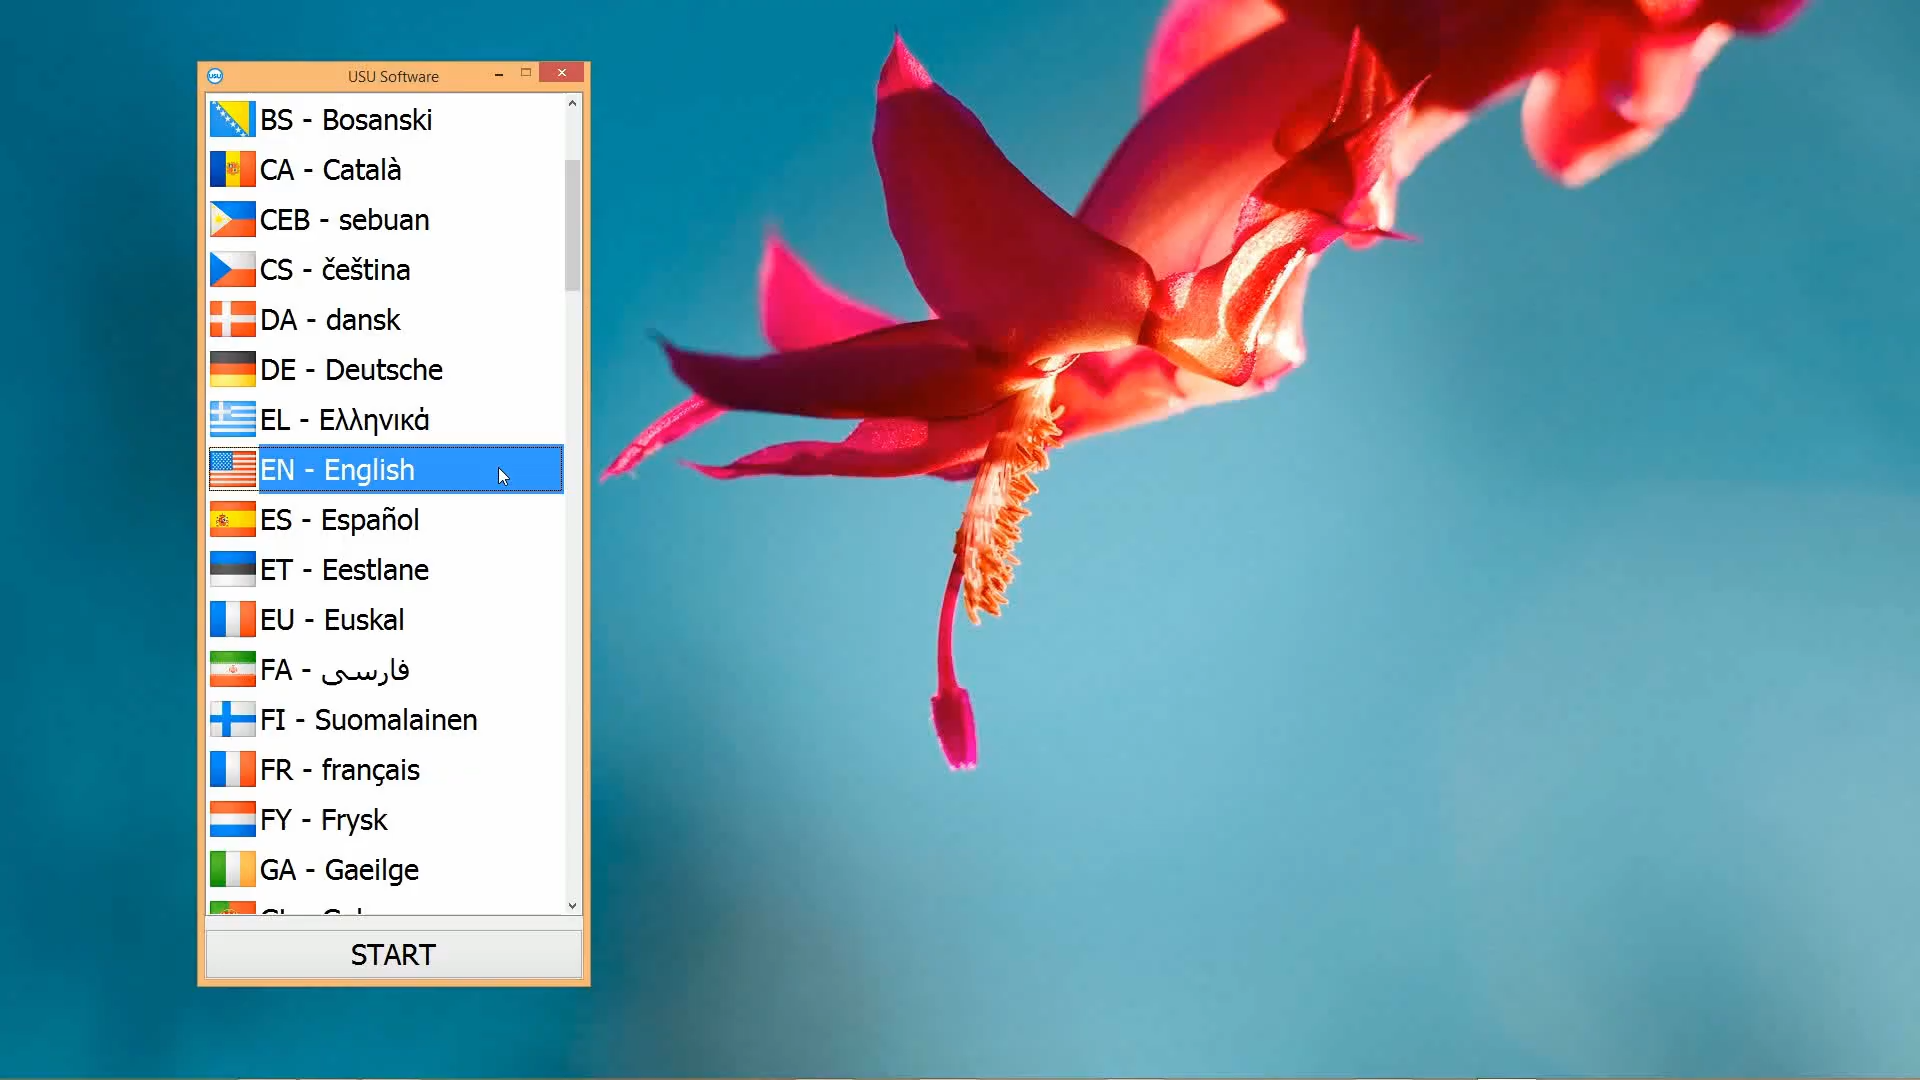 USU Software
BS - Bosanski
CA - Català
CEB - sebuan
CS - čeština
DA - dansk
DE - Deutsche
EL - Ελληνικά
EN - English
ES - Español
ET - Eestlane
EU - Euskal
FA - فارسی
FI - Suomalainen
FR - français
FY - Frysk
GA - Gaeilge
START